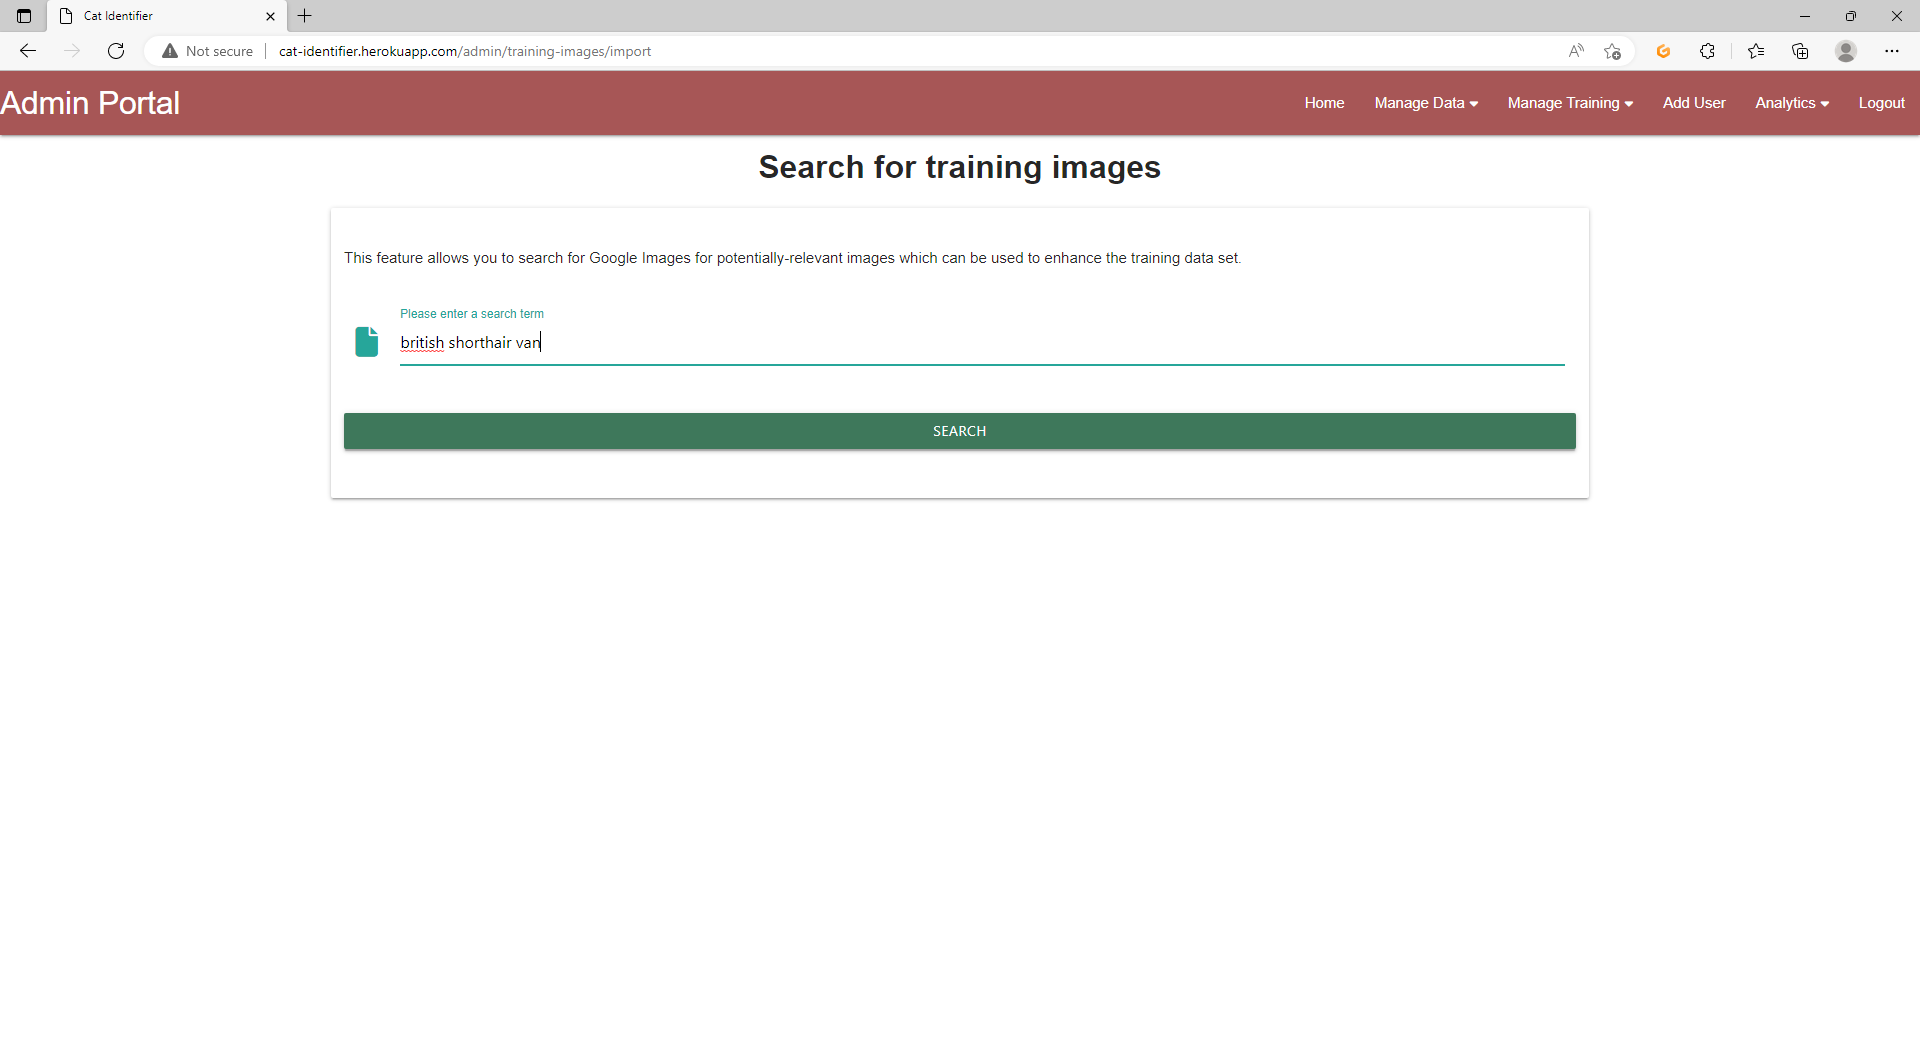 Cat Identifier
Not secure
cat-identifier.herokuapp.com/admin/training-images/import
Admin Portal
Home
Manage Data
Manage Training
Add User
Analytics
Logout
Search for training images
This feature allows you to search for Google Images for potentially-relevant images which can be used to enhance the training data set.
Please enter a search term
british shorthair van
SEARCH